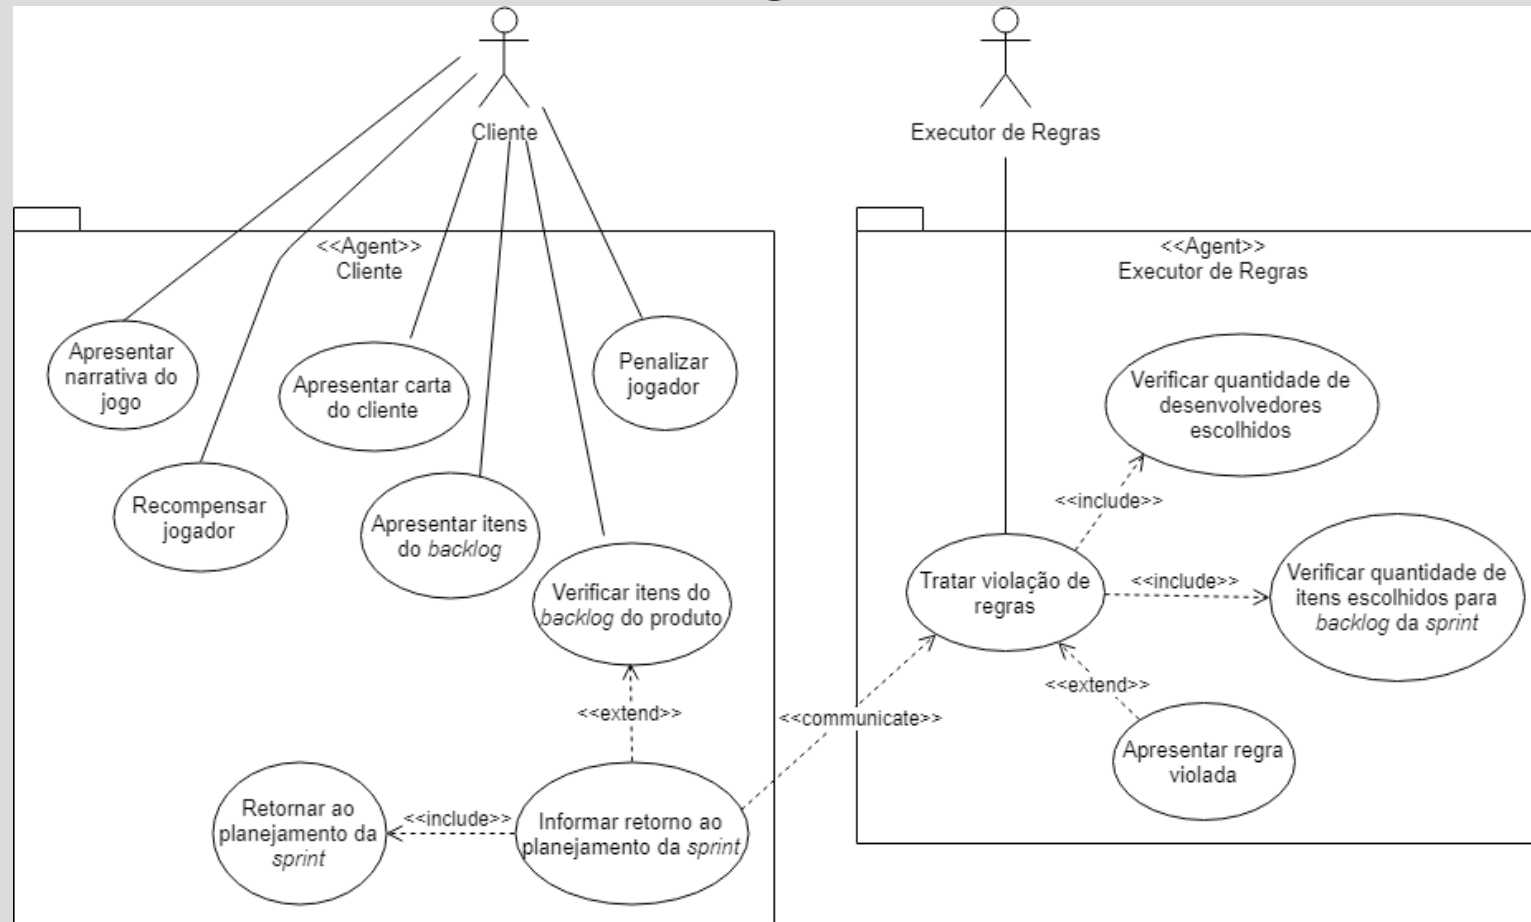 Cliente
Executor de Regras
<<Agent>>
Cliente
<<Agent>>
Executor de Regras
Apresentar
narrativa do
jogo
Recompensar
jogador
Apresentar carta
do cliente
Apresentar itens
do backlog
Penalizar
jogador
Verificar itens do
backlog do produto
<<extend>>
Retornar ao
planejamento da
sprint
<<include>>
Informar retorno ao
planejamento da sprint
<<communicate>>
Verificar quantidade de
desenvolvedores
escolhidos
<<include>>
Tratar violação de
regras
<<include>>
Verificar quantidade de
itens escolhidos para
backlog da sprint
<<extend>>
Apresentar regra
violada